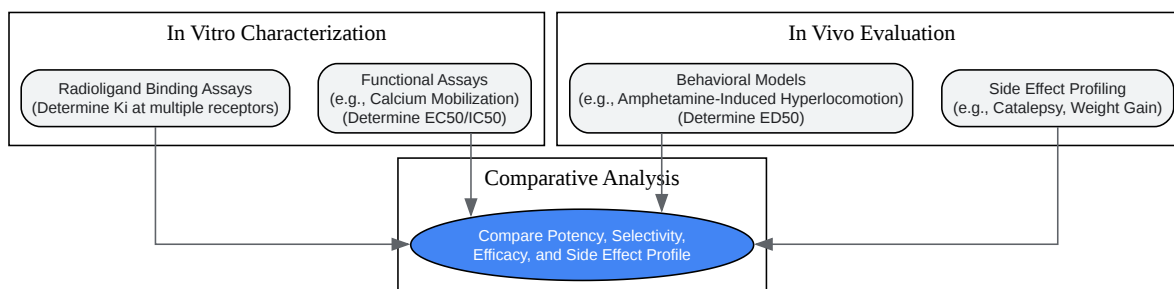 In Vitro Characterization
Radioligand Binding Assays
(Determine Ki at multiple receptors)
Functional Assays
(e.g., Calcium Mobilization)
(Determine EC50/IC50)
In Vivo Evaluation
Behavioral Models
(e.g., Amphetamine-Induced Hyperlocomotion)
(Determine ED50)
Side Effect Profiling
(e.g., Catalepsy, Weight Gain)
Comparative Analysis
Compare Potency, Selectivity,
Efficacy, and Side Effect Profile